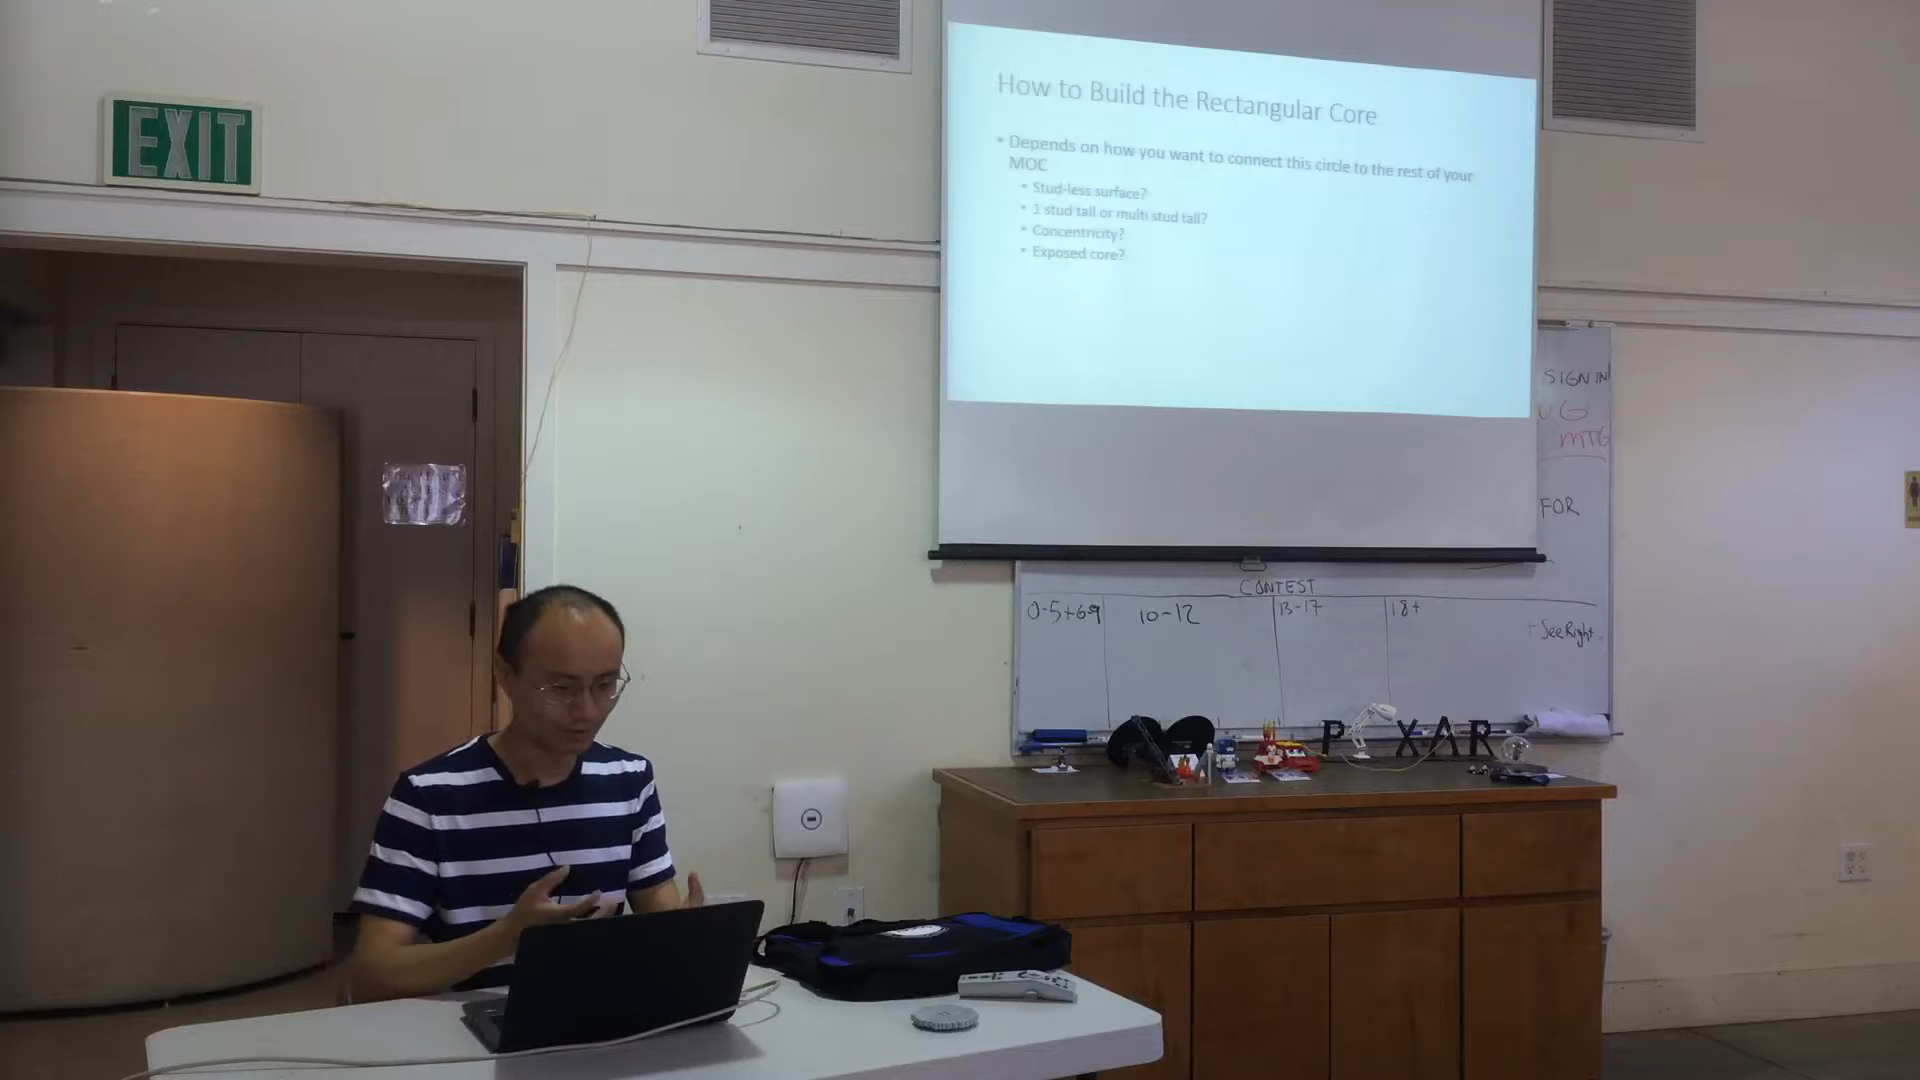 EXIT
How to Build the Rectangular Core
• Depends on how you want to connect this circle to the rest of your
MOC
• Stud-less surface?
• 1 stud tall or multi stud tall?
• Concentricity?
• Exposed core?
SIGN IN
UG
MTG
FOR
CONTEST
0-5+6-9 10-12 13-17 18+
See Right
P XAR